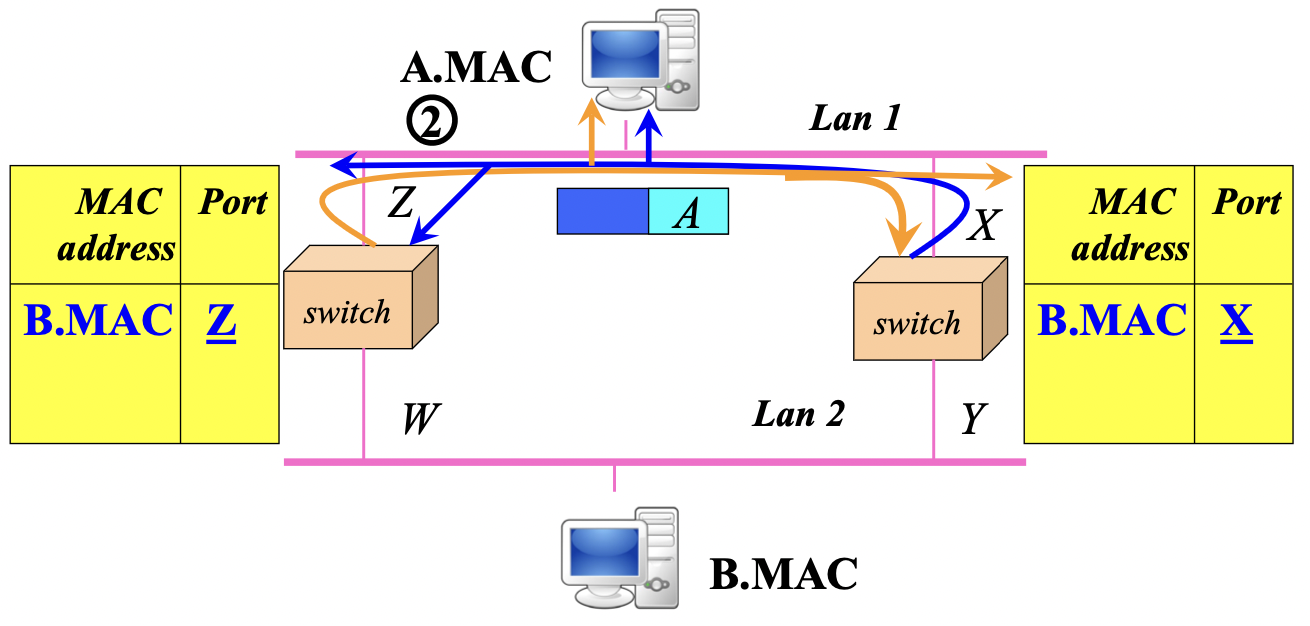 A.MAC
②
Lan 1
MAC address Port
B.MAC Z
Z
A
X
MAC address Port
B.MAC X
switch
switch
W
Lan 2
Y
B.MAC